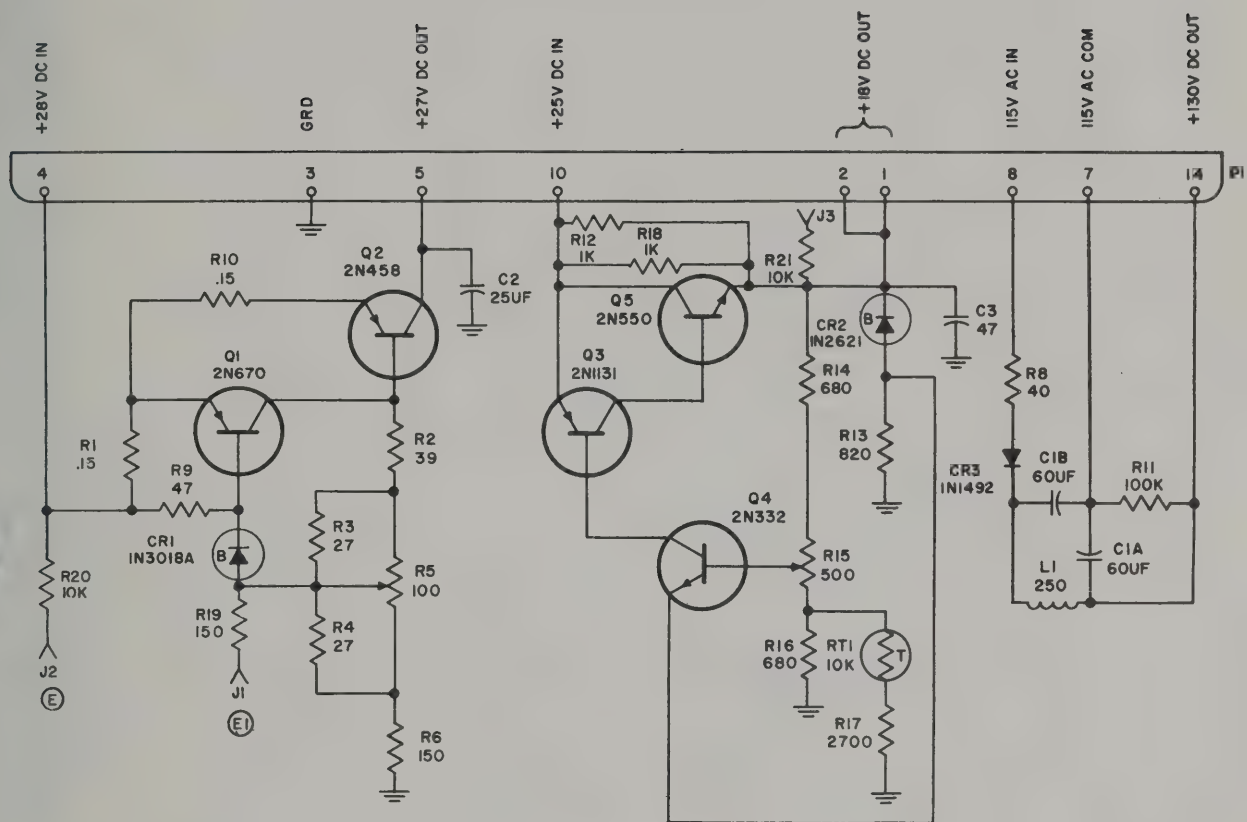 +28V DC IN
GRD
+27V DC OUT
+25V DC IN
+18V DC OUT
115V AC IN
115V AC COM
+130V DC OUT
4
3
5
10
2
1
8
7
14
P1
R10
.15
Q2
2N458
C2
25UF
R12
1K
R18
1K
J3
R21
10K
Q5
2N550
CR2
1N2621
B
C3
47
Q1
2N670
Q3
2N1131
R14
680
R8
40
R1
.15
R9
47
R2
39
R13
820
CR3
1N1492
C1B
60UF
R11
100K
CR1
1N3018A
B
R3
27
Q4
2N332
R15
500
C1A
60UF
L1
250
R20
10K
R5
100
R19
150
R4
27
R16
680
RT1
10K
T
J2
E
J1
E1
R17
2700
R6
150